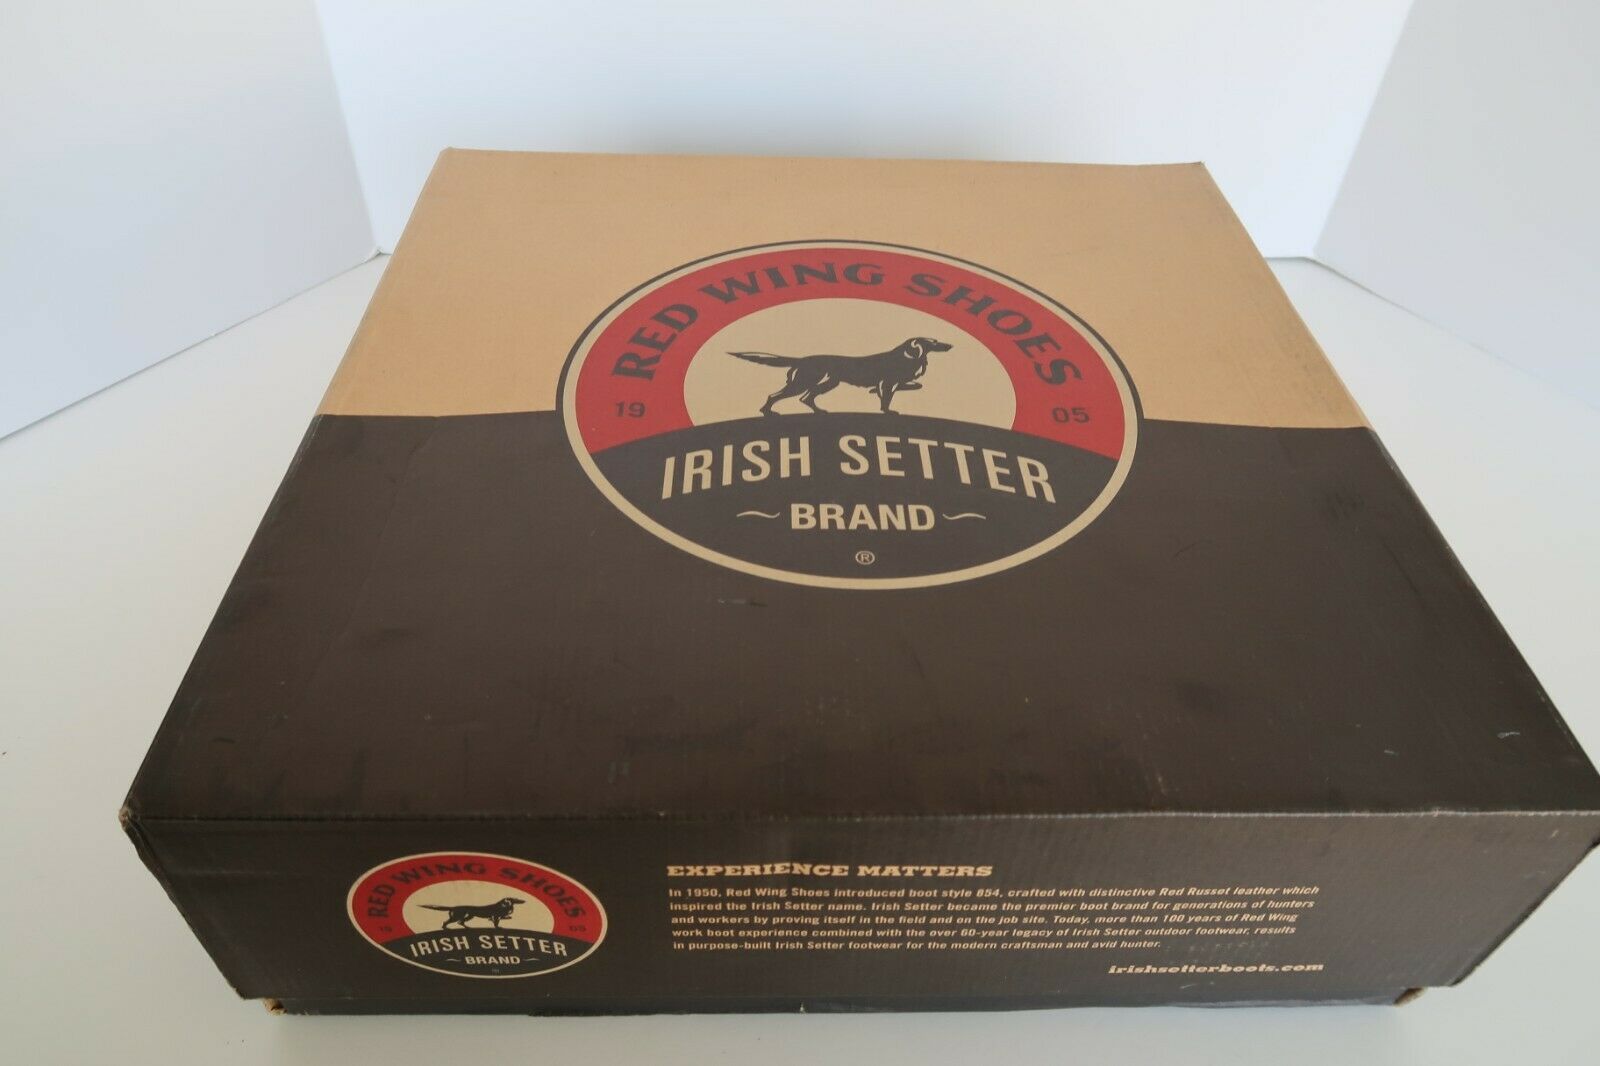 RED WING SHOES
19 05
IRISH SETTER
~ BRAND ~
®
RED WING SHOES
19 05
IRISH SETTER
~ BRAND ~
®
EXPERIENCE MATTERS
In 1950, Red Wing Shoes introduced boot style 854, crafted with distinctive Red Russet leather which
inspired the Irish Setter name. Irish Setter became the premier boot brand for generations of hunters
and workers by proving itself in the field and on the job site. Today, more than 100 years of Red Wing
work boot experience combined with the over 60-year legacy of Irish Setter outdoor footwear, results
in purpose-built Irish Setter footwear for the modern craftsman and avid hunter.
irishsetterboots.com